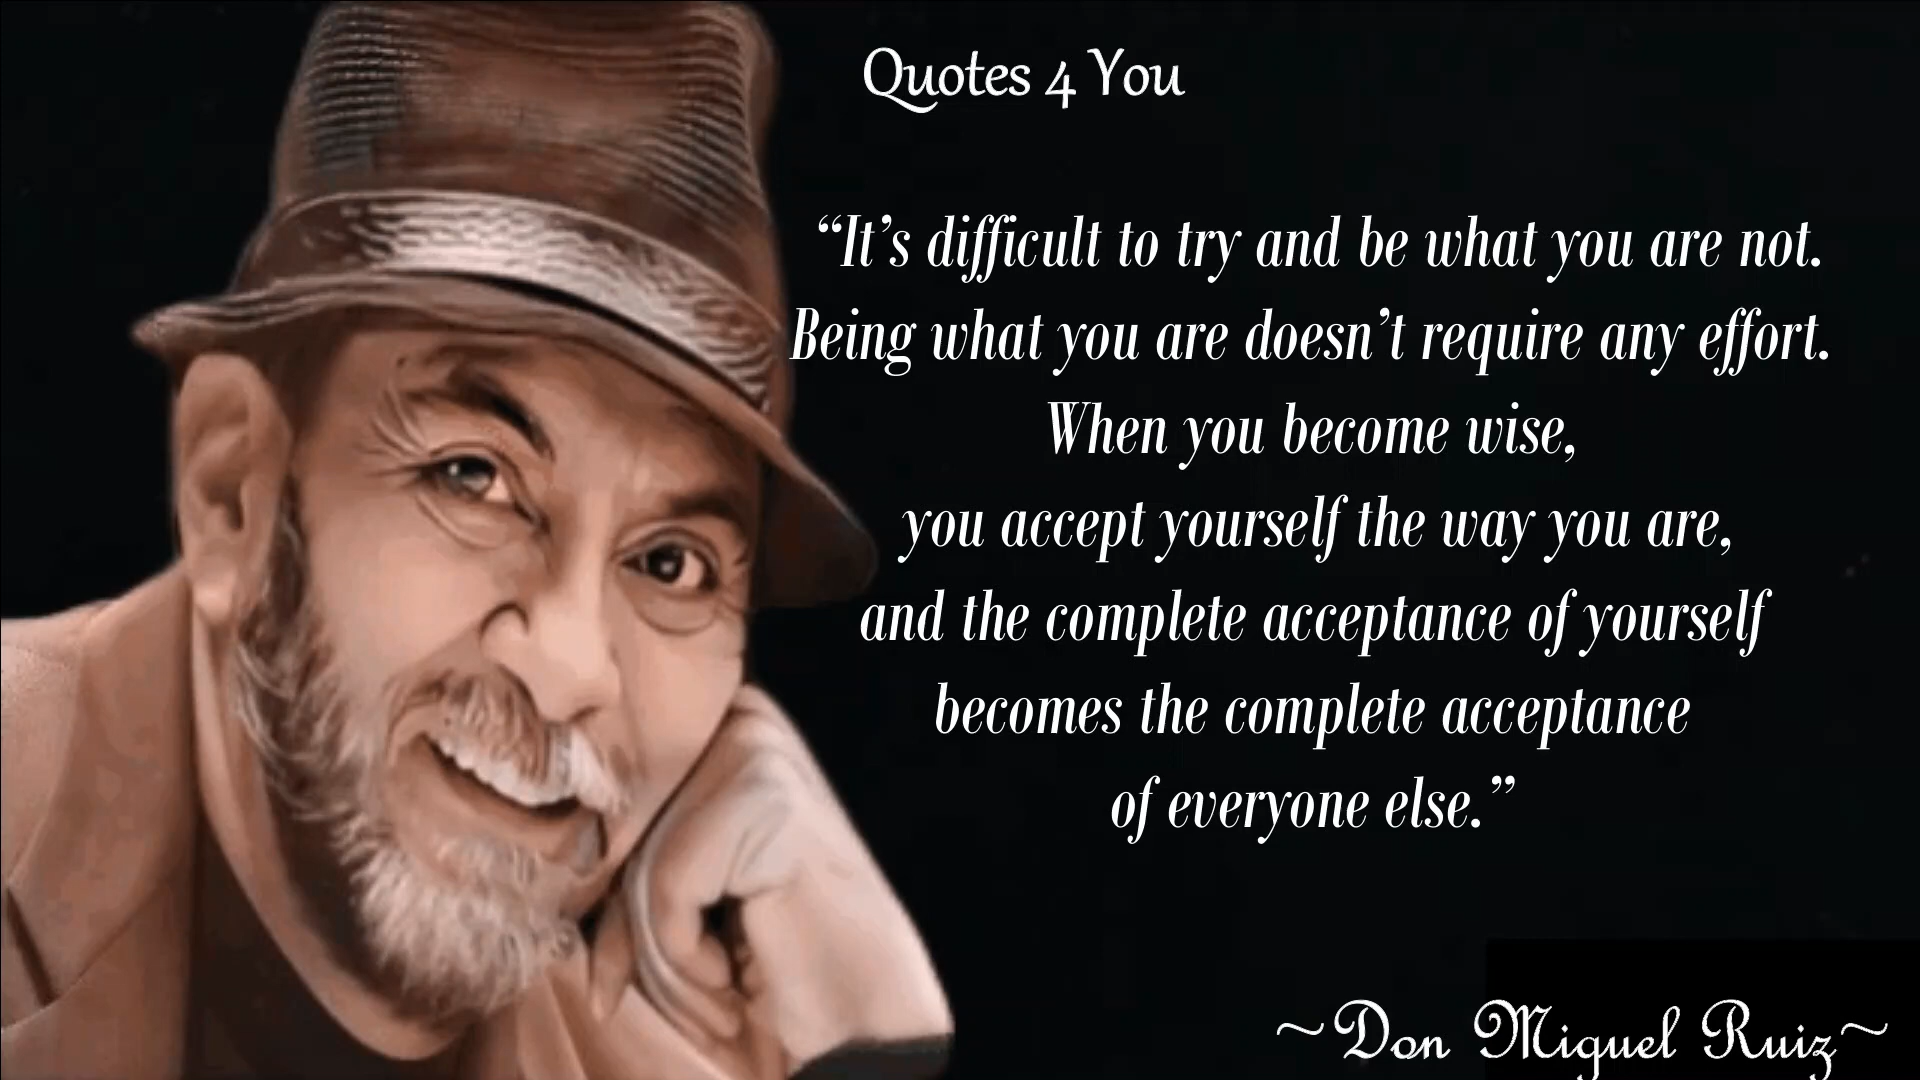 Quotes 4 You
“It’s difficult to try and be what you are not.
Being what you are doesn’t require any effort.
When you become wise,
you accept yourself the way you are,
and the complete acceptance of yourself
becomes the complete acceptance
of everyone else.”
~Don Miguel Ruiz~